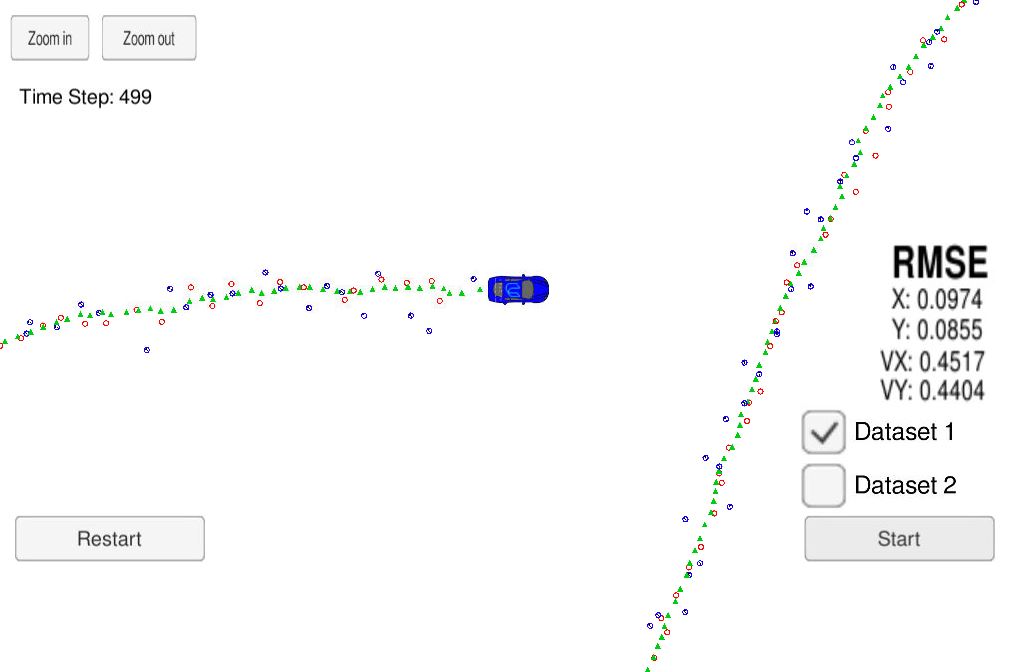 Zoom in
Zoom out
Time Step: 499
RMSE
X: 0.0974
Y: 0.0855
VX: 0.4517
VY: 0.4404
Dataset 1
Dataset 2
Restart
Start